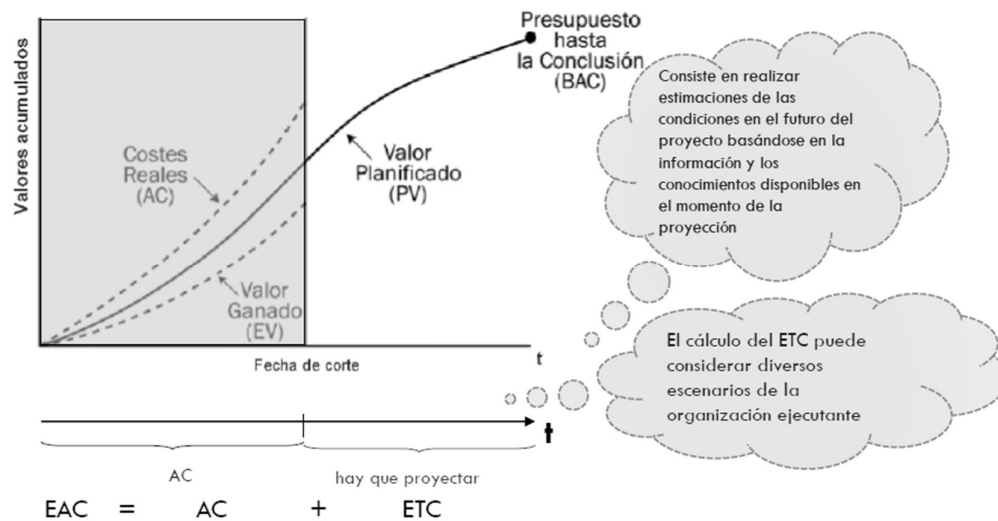 Valores acumulados
Presupuesto
hasta
la Conclusión
(BAC)
Costes
Reales
(AC)
Valor
Planificado
(PV)
Valor
Ganado
(EV)
Fecha de corte
t
Consiste en realizar
estimaciones de las
condiciones en el futuro del
proyecto basándose en la
información y los
conocimientos disponibles en
el momento de la
proyección
El cálculo del ETC puede
considerar diversos
escenarios de la
organización ejecutante
t
AC
hay que proyectar
EAC = AC + ETC